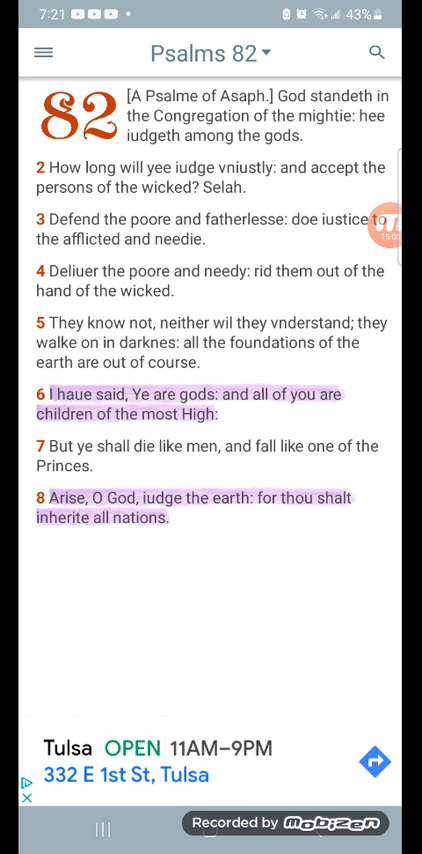 7:21
43%
Psalms 82
82 [A Psalme of Asaph.] God standeth in
the Congregation of the mightie: hee
iudgeth among the gods.
2 How long will yee iudge vniustly: and accept the
persons of the wicked? Selah.
3 Defend the poore and fatherlesse: doe iustice to
the afflicted and needie.
15:0
4 Deliuer the poore and needy: rid them out of the
hand of the wicked.
5 They know not, neither wil they vnderstand; they
walke on in darknes: all the foundations of the
earth are out of course.
6 I haue said, Ye are gods: and all of you are
children of the most High:
7 But ye shall die like men, and fall like one of the
Princes.
8 Arise, O God, iudge the earth: for thou shalt
inherite all nations.
Tulsa OPEN 11AM–9PM
332 E 1st St, Tulsa
Recorded by mobizen